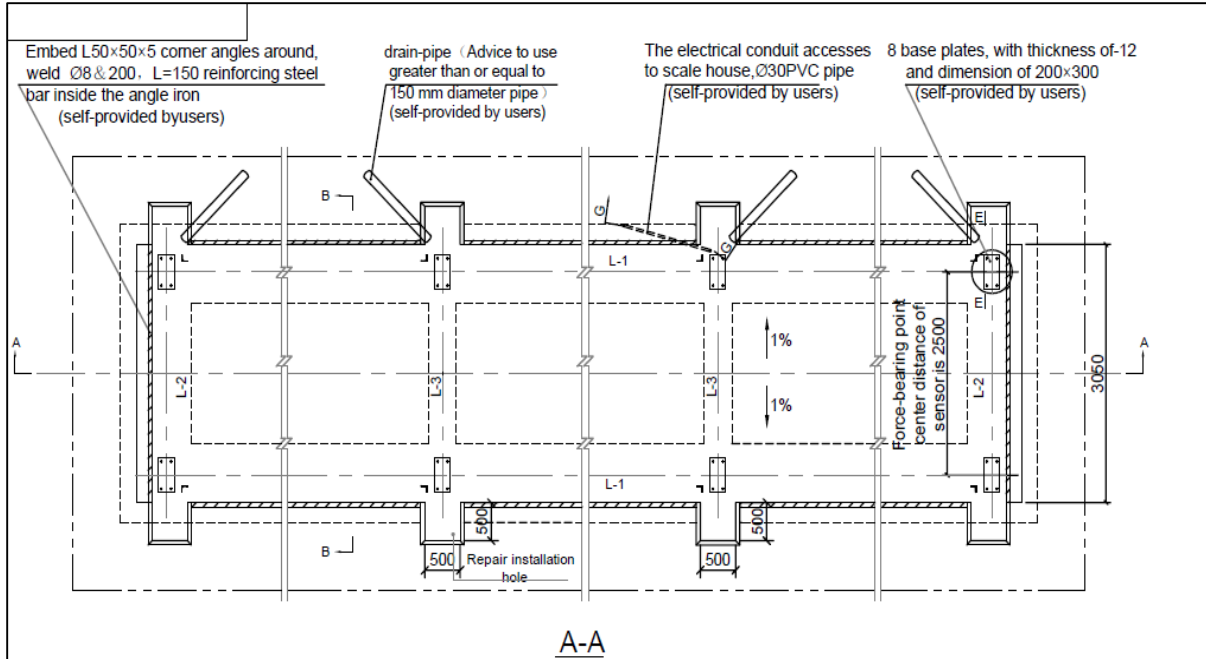 Embed L50×50×5 corner angles around,
weld Ø8&200, L=150 reinforcing steel
bar inside the angle iron
(self-provided byusers)
drain-pipe (Advice to use
greater than or equal to
150 mm diameter pipe)
(self-provided by users)
The electrical conduit accesses
to scale house,Ø30PVC pipe
(self-provided by users)
8 base plates, with thickness of-12
and dimension of 200×300
(self-provided by users)
B
G
G
E
L-1
E
A
1%
A
L-2
L-3
L-3
1%
L-2
Force-bearing point
center distance of
sensor is 2500
3050
L-1
500
500
B
500
Repair installation
hole
500
A-A